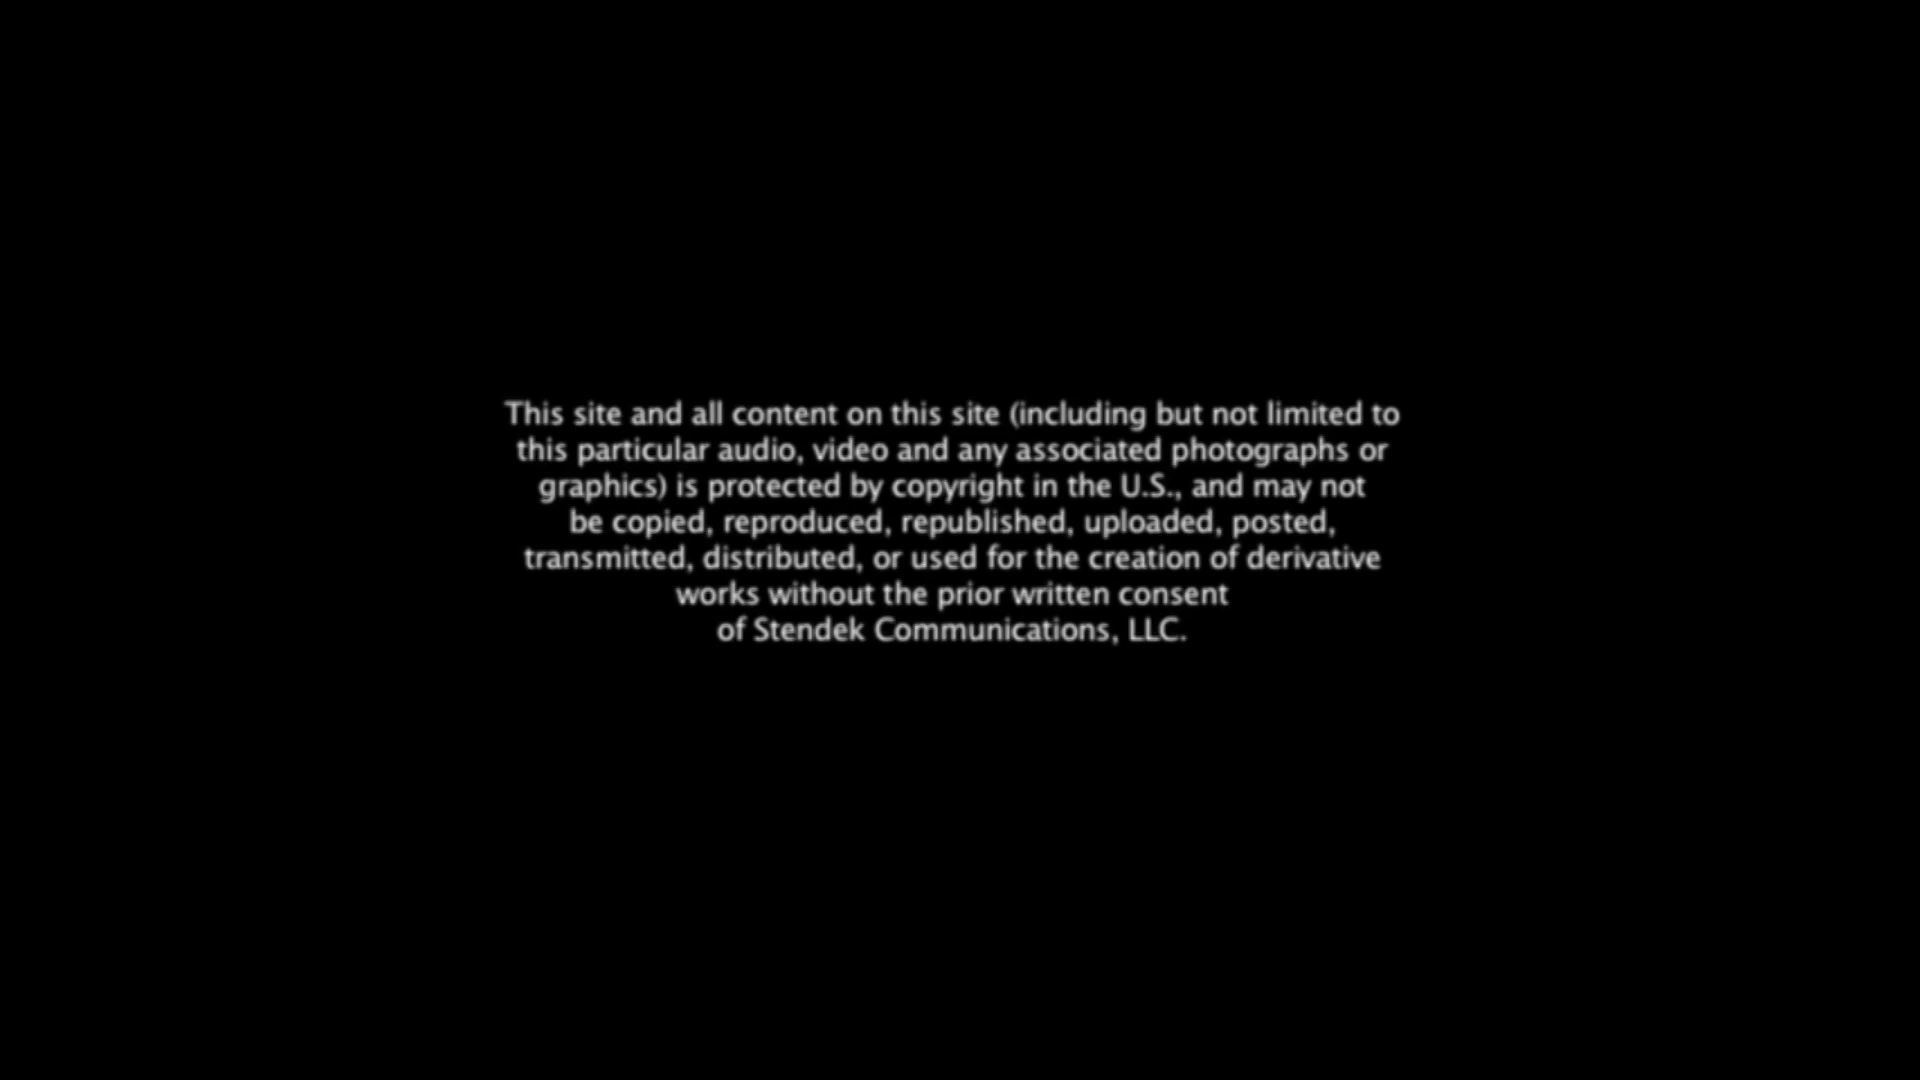 This site and all content on this site (including but not limited to
this particular audio, video and any associated photographs or
graphics) is protected by copyright in the U.S., and may not
be copied, reproduced, republished, uploaded, posted,
transmitted, distributed, or used for the creation of derivative
works without the prior written consent
of Stendek Communications, LLC.